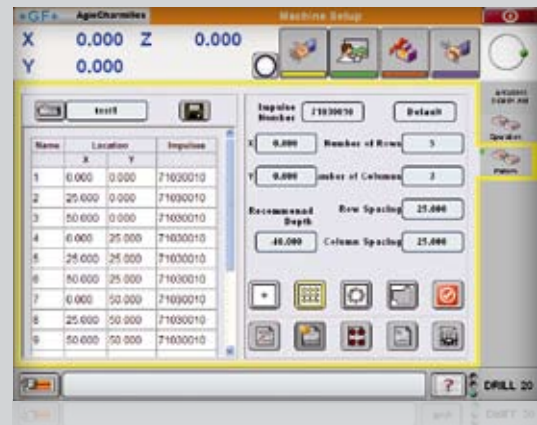 +GF+ AgieCharmilles Machine Setup
X 0.000 Z 0.000
Y 0.000
test1
Impulse Number 71030010 Default
X 0.000 Number of Rows 5
Y 0.000 Number of Columns 3
Recommended Depth Row Spacing 25.000
-40.000 Column Spacing 25.000
Name Location Impulses
X Y
1 0.000 0.000 71030010
2 25.000 0.000 71030010
3 50.000 0.000 71030010
4 0.000 25.000 71030010
5 25.000 25.000 71030010
6 50.000 25.000 71030010
7 0.000 50.000 71030010
8 25.000 50.000 71030010
9 50.000 50.000 71030010
Operation
Pattern
?
DRILL 20